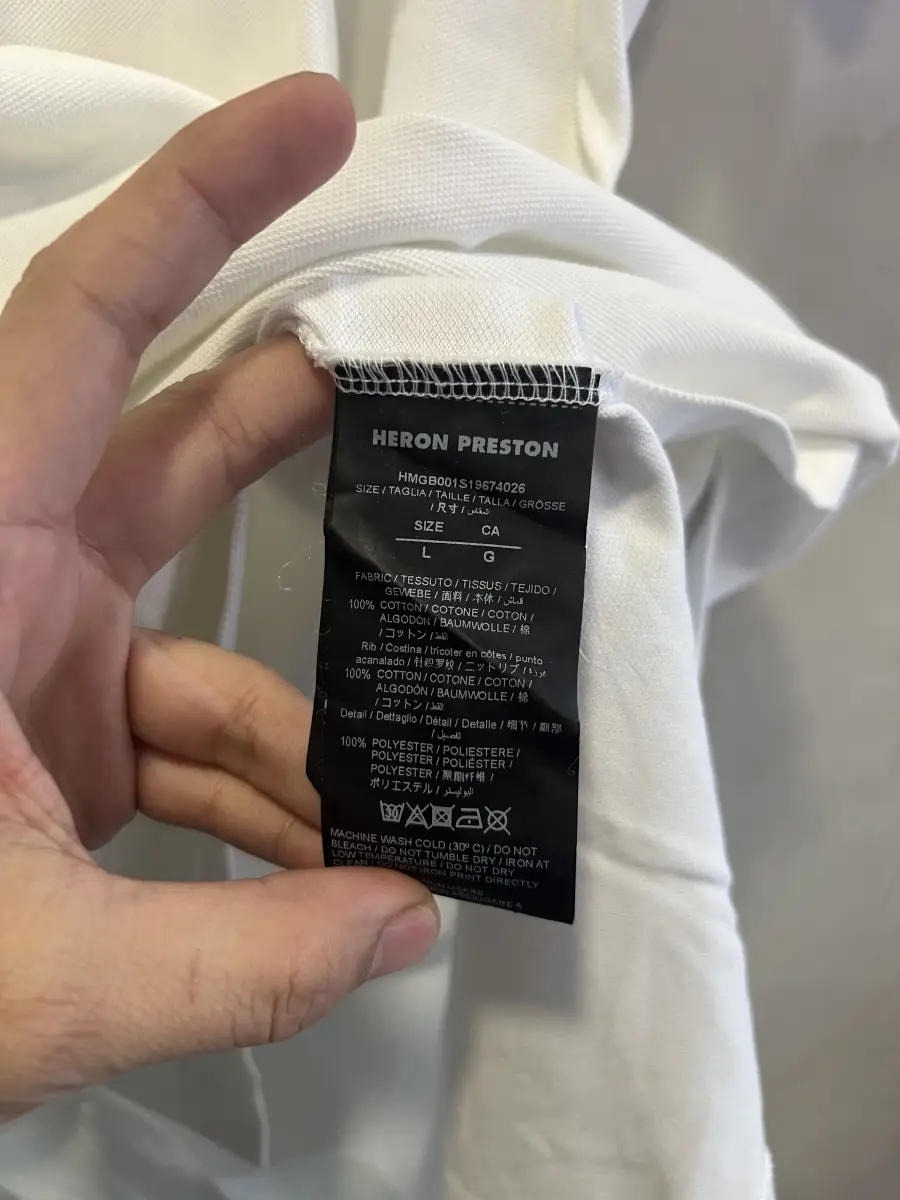 HERON PRESTON
HMGB001S19674026
SIZE / TAGLIA / TAILLE / TALLA / GRÖSSE
/ 尺寸 / المقاس
SIZE CA
L G
FABRIC / TESSUTO / TISSUS / TEJIDO /
GEWEBE / 面料 / 本体 / قماش
100% COTTON / COTONE / COTON /
ALGODÓN / BAUMWOLLE / 棉
/ コットン / القط
Rib / Costina / tricoter en côtes / punto
acanalado / 针织罗纹 / ニットリブ /
100% COTTON / COTONE / COTON /
ALGODÓN / BAUMWOLLE / 棉
/ コットン / القط
Detail / Dettaglio / Détail / Detalle / 细节 / 細部
/ تفصيل
100% POLYESTER / POLIESTERE /
POLYESTER / POLIÉSTER /
POLYESTER / 聚酯纤维 /
ポリエステル / البوليستر
30
MACHINE WASH COLD (30º C) / DO NOT
BLEACH / DO NOT TUMBLE DRY / IRON AT
LOW TEMPERATURE / DO NOT DRY
CLEAN / DO NOT IRON PRINT DIRECTLY